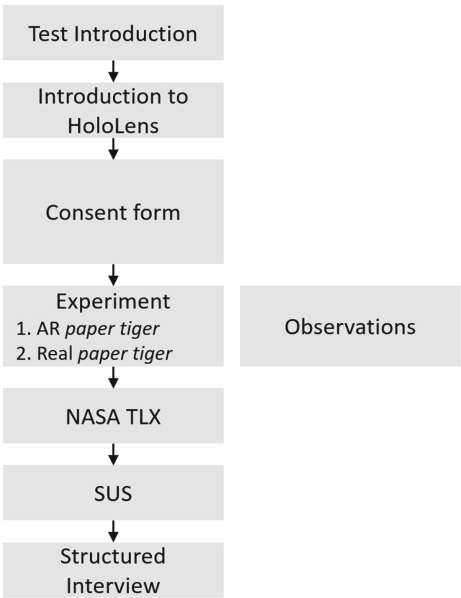 Test Introduction
Introduction to
HoloLens
Consent form
Experiment
1. AR paper tiger
2. Real paper tiger
Observations
NASA TLX
SUS
Structured
Interview